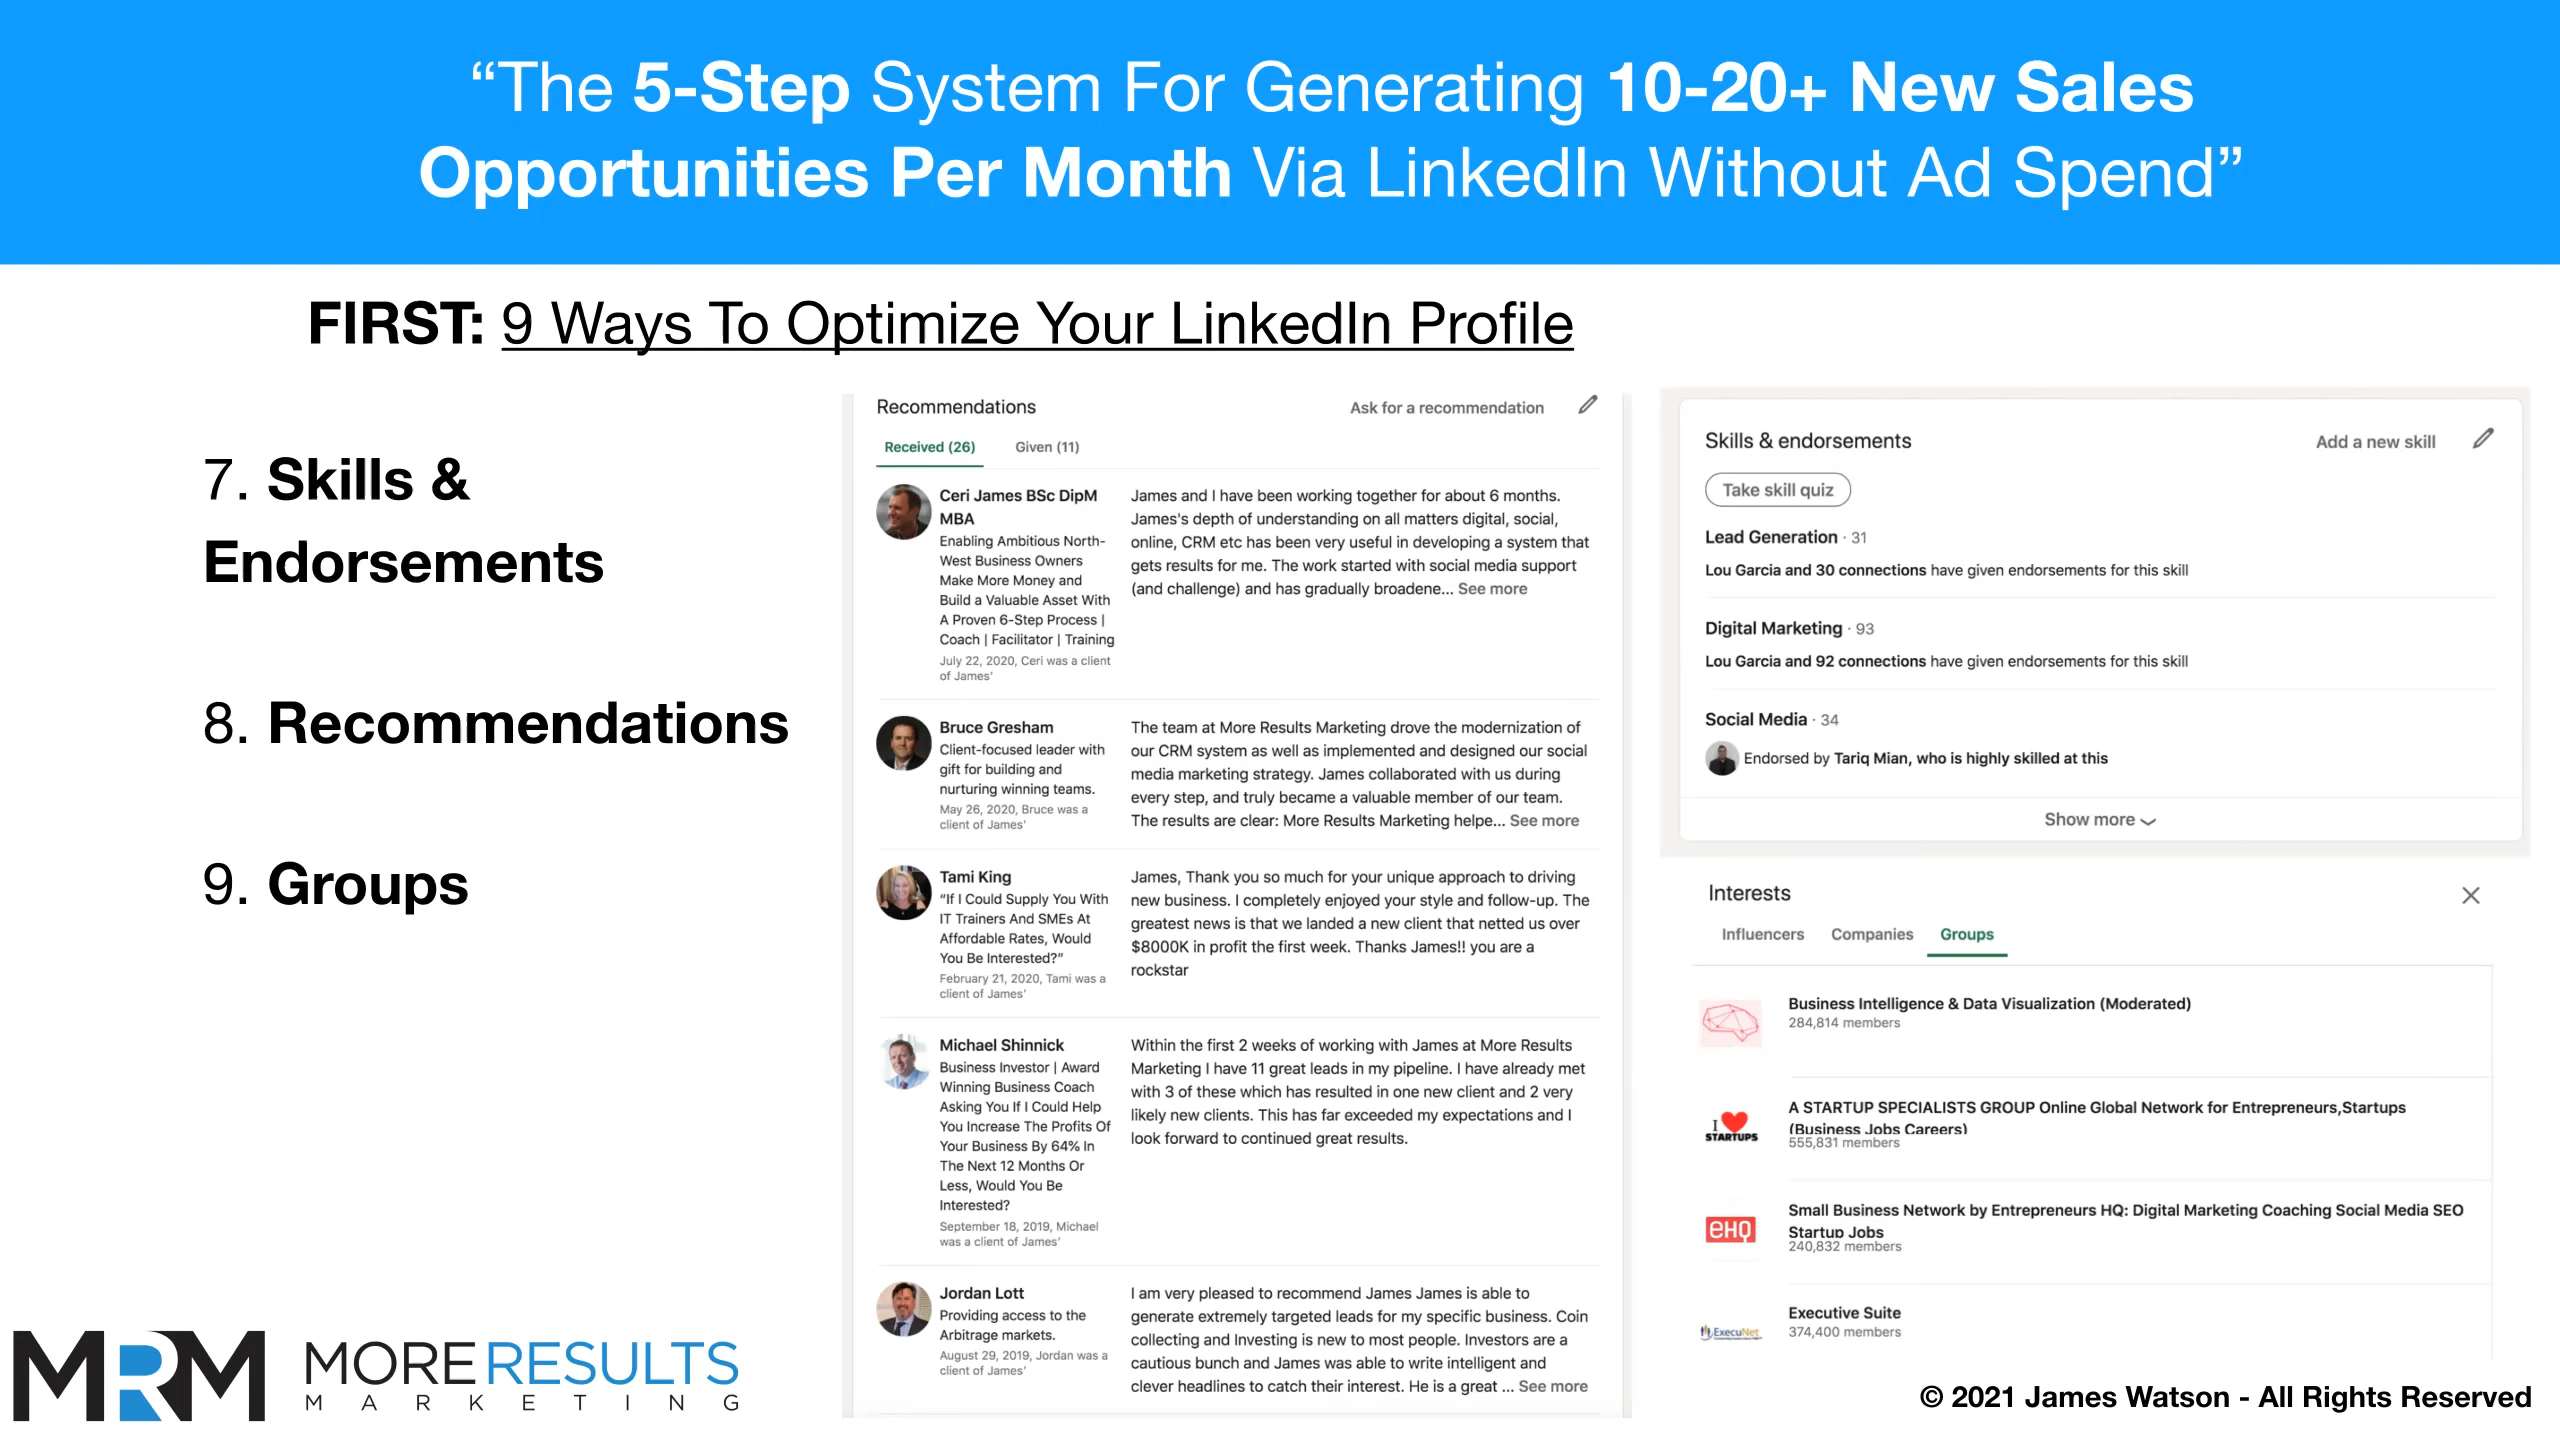 “The 5-Step System For Generating 10-20+ New Sales
Opportunities Per Month Via LinkedIn Without Ad Spend”
FIRST: 9 Ways To Optimize Your LinkedIn Profile
7. Skills &
Endorsements
8. Recommendations
9. Groups
Recommendations
Ask for a recommendation
Received (26)
Given (11)
Ceri James BSc DipM
MBA
Enabling Ambitious North-
West Business Owners
Make More Money and
Build a Valuable Asset With
A Proven 6-Step Process |
Coach | Facilitator | Training
July 22, 2020, Ceri was a client
of James'
James and I have been working together for about 6 months.
James's depth of understanding on all matters digital, social,
online, CRM etc has been very useful in developing a system that
gets results for me. The work started with social media support
(and challenge) and has gradually broadene... See more
Bruce Gresham
Client-focused leader with
gift for building and
nurturing winning teams.
May 26, 2020, Bruce was a
client of James'
The team at More Results Marketing drove the modernization of
our CRM system as well as implemented and designed our social
media marketing strategy. James collaborated with us during
every step, and truly became a valuable member of our team.
The results are clear: More Results Marketing helpe... See more
Tami King
“If I Could Supply You With
IT Trainers And SMEs At
Affordable Rates, Would
You Be Interested?”
February 21, 2020, Tami was a
client of James'
James, Thank you so much for your unique approach to driving
new business. I completely enjoyed your style and follow-up. The
greatest news is that we landed a new client that netted us over
$8000K in profit the first week. Thanks James!! you are a
rockstar
Michael Shinnick
Business Investor | Award
Winning Business Coach
Asking You If I Could Help
You Increase The Profits Of
Your Business By 64% In
The Next 12 Months Or
Less, Would You Be
Interested?
September 18, 2019, Michael
was a client of James'
Within the first 2 weeks of working with James at More Results
Marketing I have 11 great leads in my pipeline. I have already met
with 3 of these which has resulted in one new client and 2 very
likely new clients. This has far exceeded my expectations and I
look forward to continued great results.
Jordan Lott
Providing access to the
Arbitrage markets.
August 29, 2019, Jordan was a
client of James'
I am very pleased to recommend James James is able to
generate extremely targeted leads for my specific business. Coin
collecting and Investing is new to most people. Investors are a
cautious bunch and James was able to write intelligent and
clever headlines to catch their interest. He is a great ... See more
Skills & endorsements
Add a new skill
Take skill quiz
Lead Generation · 31
Lou Garcia and 30 connections have given endorsements for this skill
Digital Marketing · 93
Lou Garcia and 92 connections have given endorsements for this skill
Social Media · 34
Endorsed by Tariq Mian, who is highly skilled at this
Show more
Interests
Influencers
Companies
Groups
Business Intelligence & Data Visualization (Moderated)
284,814 members
I
STARTUPS
A STARTUP SPECIALISTS GROUP Online Global Network for Entrepreneurs,Startups
(Business Jobs Careers)
555,831 members
eHQ
Small Business Network by Entrepreneurs HQ: Digital Marketing Coaching Social Media SEO
Startup Jobs
240,832 members
ExecuNet
Executive Suite
374,400 members
MRM
MORE RESULTS
MARKETING
© 2021 James Watson - All Rights Reserved